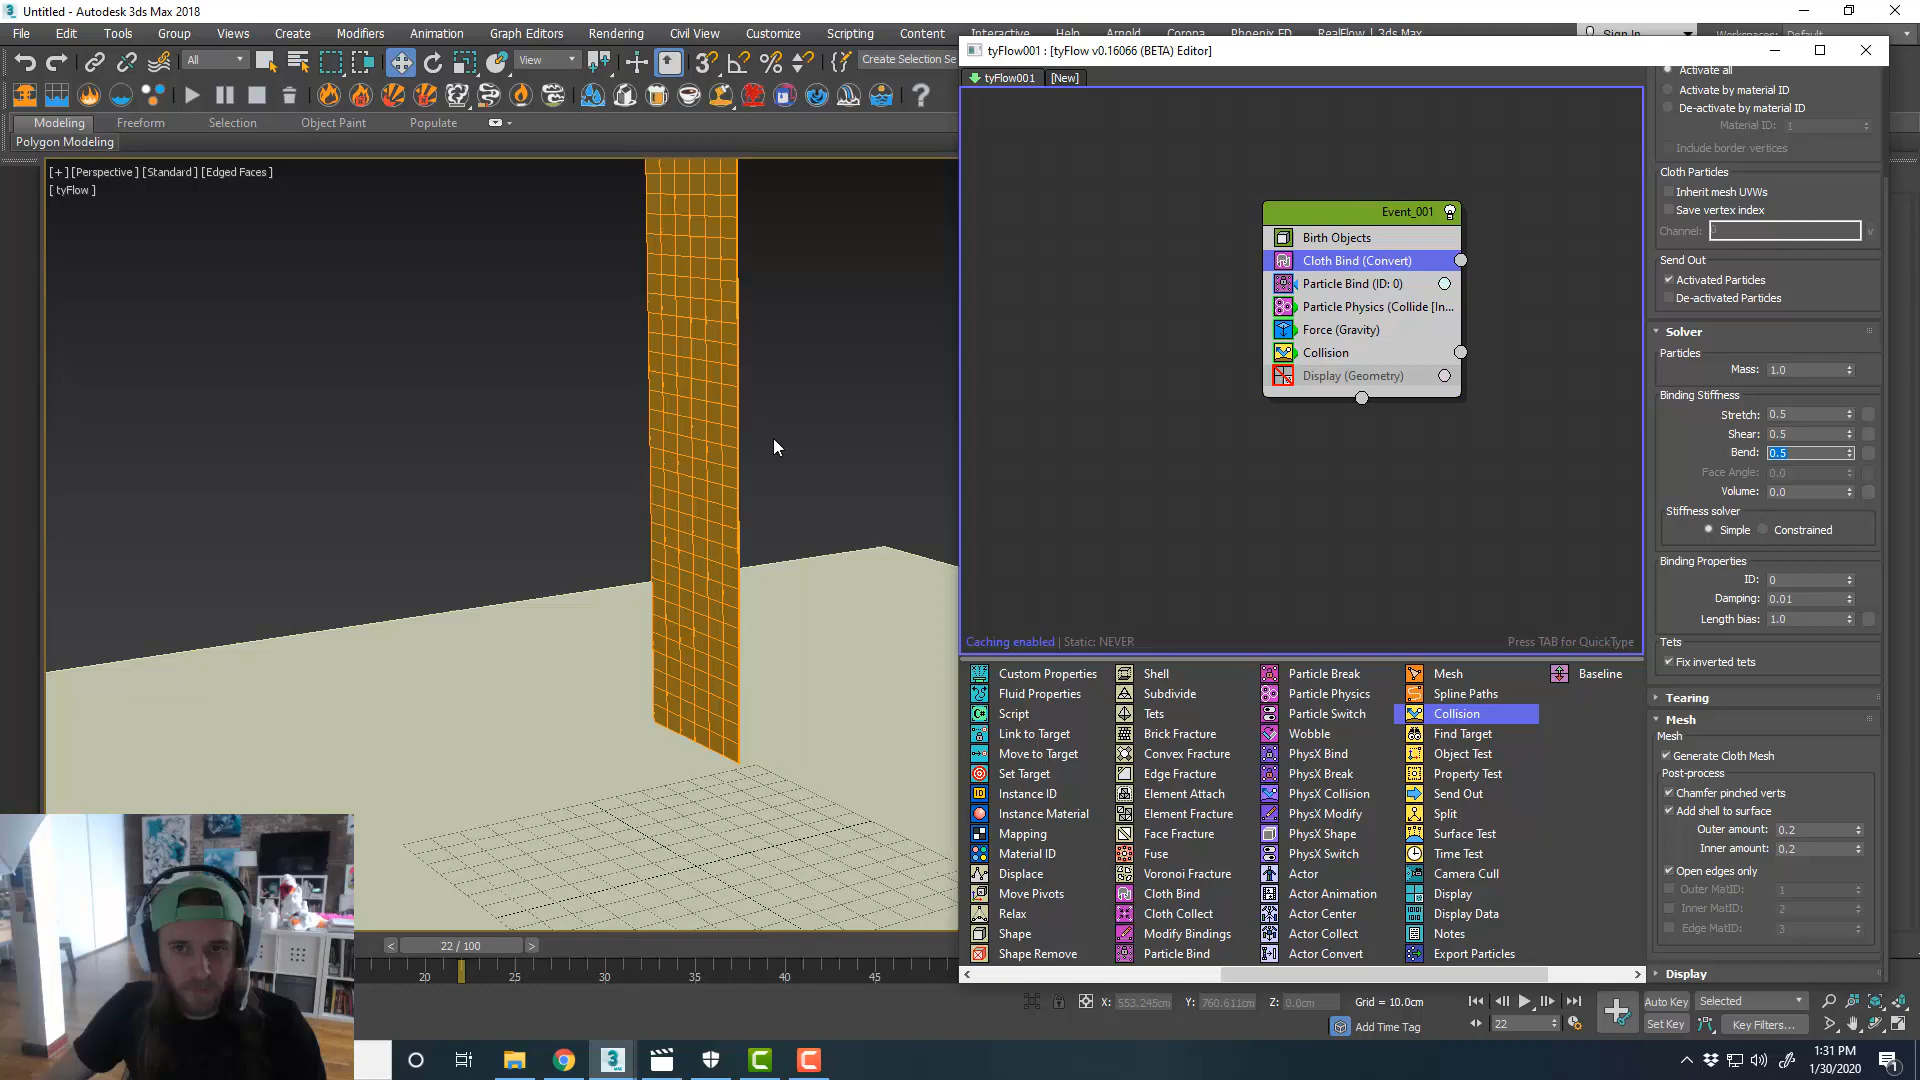 Untitled - Autodesk 3ds Max 2018
File Edit Tools Group Views Create Modifiers Animation Graph Editors Rendering Civil View Customize Scripting Content Interactive Help Arnold Corona Phoenix FD RealFlow | 3ds Max
Sign In
Workspaces: Default
All
View
Create Selection Se
Modeling Freeform Selection Object Paint Populate
Polygon Modeling
[+] [Perspective ] [Standard ] [Edged Faces ]
[ tyFlow ]
tyFlow001 : [tyFlow v0.16066 (BETA) Editor]
tyFlow001 [New]
Event_001
Birth Objects
Cloth Bind (Convert)
Particle Bind (ID: 0)
Particle Physics (Collide [In...
Force (Gravity)
Collision
Display (Geometry)
Caching enabled | Static: NEVER
Press TAB for QuickType
Custom Properties Shell Particle Break Mesh Baseline
Fluid Properties Subdivide Particle Physics Spline Paths
Script Tets Particle Switch Collision
Link to Target Brick Fracture Wobble Find Target
Move to Target Convex Fracture PhysX Bind Object Test
Set Target Edge Fracture PhysX Break Property Test
Instance ID Element Attach PhysX Collision Send Out
Instance Material Element Fracture PhysX Modify Split
Mapping Face Fracture PhysX Shape Surface Test
Material ID Fuse PhysX Switch Time Test
Displace Voronoi Fracture Actor Camera Cull
Move Pivots Cloth Bind Actor Animation Display
Relax Cloth Collect Actor Center Display Data
Shape Modify Bindings Actor Collect Notes
Shape Remove Particle Bind Actor Convert Export Particles
Activate all
Activate by material ID
De-activate by material ID
Material ID: 1
Include border vertices
Cloth Particles
Inherit mesh UVWs
Save vertex index
Channel: 0
Send Out
Activated Particles
De-activated Particles
Solver
Particles
Mass: 1.0
Binding Stiffness
Stretch: 0.5
Shear: 0.5
Bend: 0.5
Face Angle: 0.0
Volume: 0.0
Stiffness solver
Simple Constrained
Binding Properties
ID: 0
Damping: 0.01
Length bias: 1.0
Tets
Fix inverted tets
Tearing
Mesh
Mesh
Generate Cloth Mesh
Post-process
Chamfer pinched verts
Add shell to surface
Outer amount: 0.2
Inner amount: 0.2
Open edges only
Outer MatID: 1
Inner MatID: 2
Edge MatID: 3
Display
< 22 / 100 >
20 25 30 35 40 45
X: 553.245cm Y: 760.611cm Z: 0.0cm Grid = 10.0cm
Add Time Tag
22
Auto Key Selected
Set Key Key Filters...
1:31 PM
1/30/2020
1